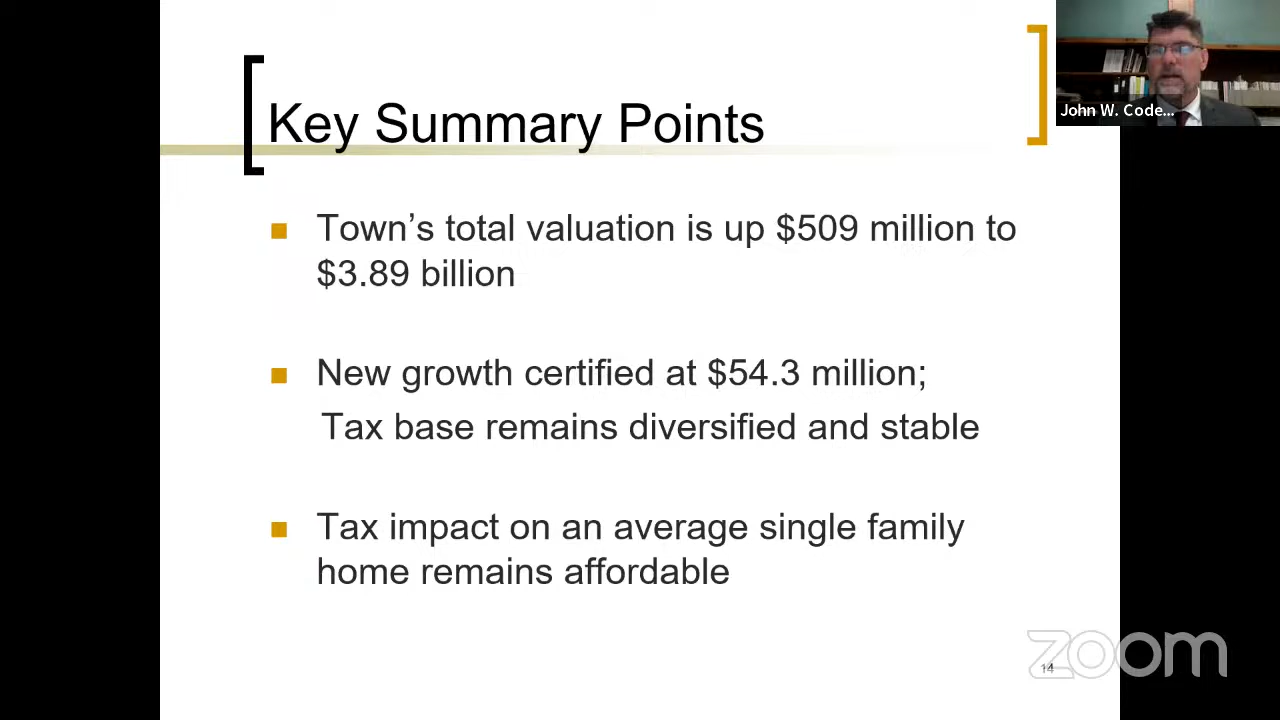 Key Summary Points
John W. Code...
Town’s total valuation is up $509 million to
$3.89 billion
New growth certified at $54.3 million;
Tax base remains diversified and stable
Tax impact on an average single family
home remains affordable
zoom
14